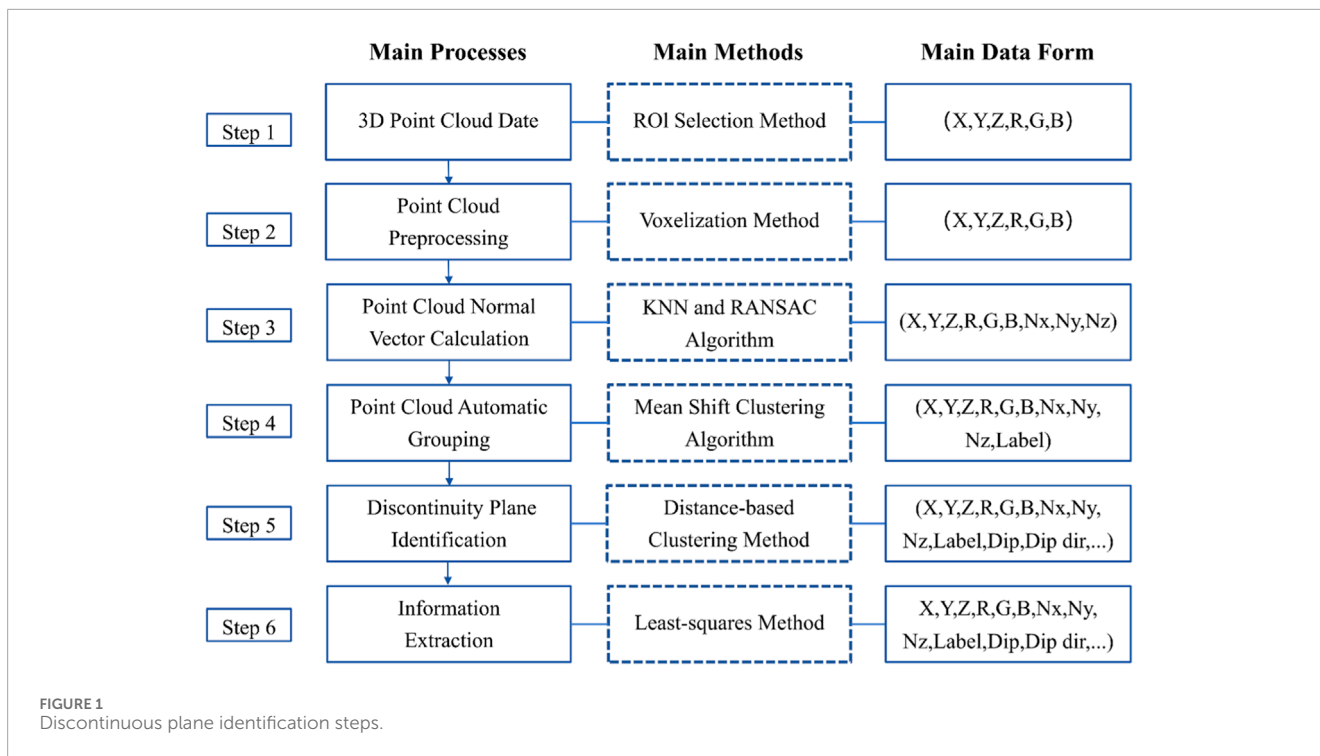 Main Processes
Main Methods
Main Data Form
Step 1
3D Point Cloud Date
ROl Selection Method
(X,Y,Z,R,G,B)
Step 2
Point Cloud
Preprocessing
Voxelization Method
(X,Y,Z,R,G,B)
Step 3
Point Cloud Normal
Vector Calculation
KNN and RANSAC
Algorithm
(X,Y,Z,R,G,B,Nx,Ny,Nz)
Step 4
Point Cloud Automatic
Grouping
Mean Shift Clustering
Algorithm
(X,Y,Z,R,G,B,Nx,Ny,
Nz,Label)
Step 5
Discontinuity Plane
Identification
Distance-based
Clustering Method
(X,Y,Z,R,G,B,Nx,Ny,
Nz,Label,Dip,Dip dir,...)
Step 6
Information
Extraction
Least-squares Method
X,Y,Z,R,G,B,Nx,Ny,
Nz,Label,Dip,Dip dir,...)
FIGURE 1
Discontinuous plane identification steps.